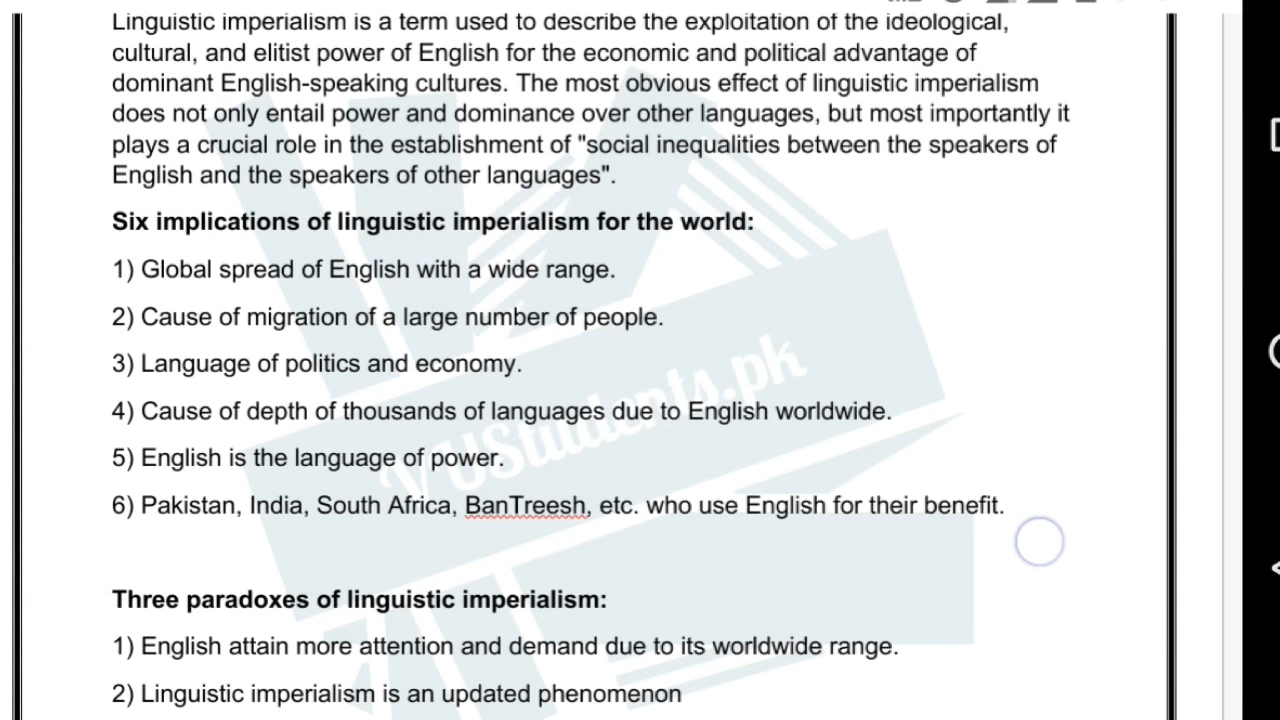 Linguistic imperialism is a term used to describe the exploitation of the ideological,
cultural, and elitist power of English for the economic and political advantage of
dominant English-speaking cultures. The most obvious effect of linguistic imperialism
does not only entail power and dominance over other languages, but most importantly it
plays a crucial role in the establishment of "social inequalities between the speakers of
English and the speakers of other languages".
Six implications of linguistic imperialism for the world:
1) Global spread of English with a wide range.
2) Cause of migration of a large number of people.
3) Language of politics and economy.
4) Cause of depth of thousands of languages due to English worldwide.
5) English is the language of power.
6) Pakistan, India, South Africa, BanTreesh, etc. who use English for their benefit.
Three paradoxes of linguistic imperialism:
1) English attain more attention and demand due to its worldwide range.
2) Linguistic imperialism is an updated phenomenon
VUStudents.pk